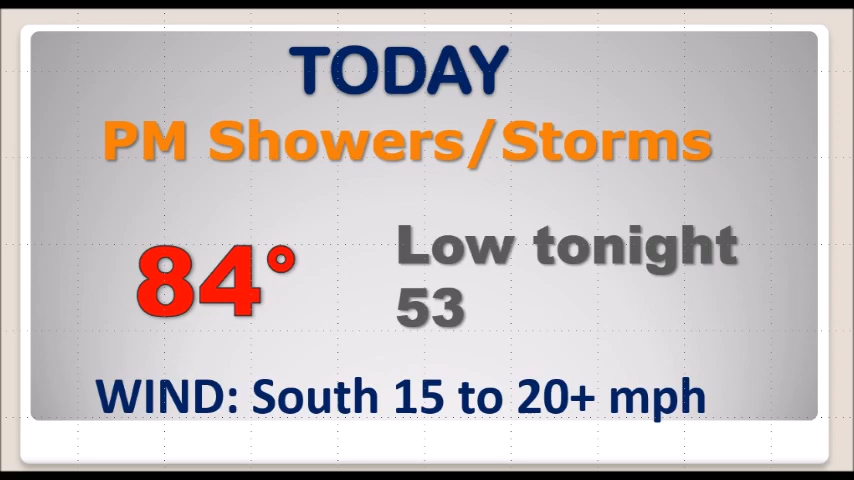 TODAY
PM Showers/Storms
84°
Low tonight
53
WIND: South 15 to 20+ mph